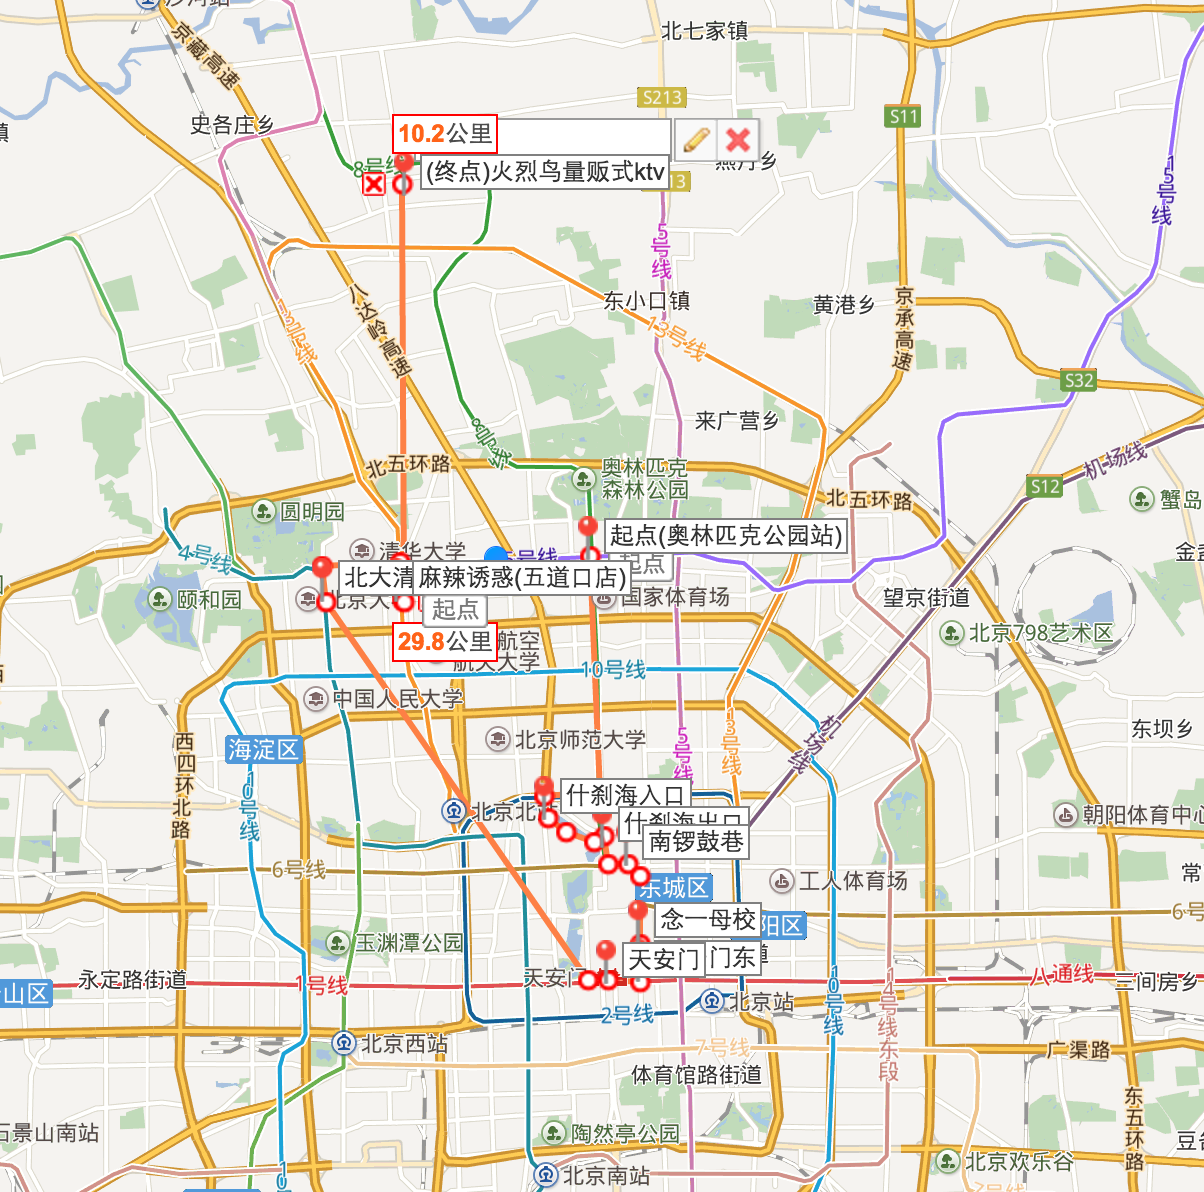 沙河站
北七家镇
京藏高速
S213
S11
镇
史各庄乡
10.2公里
8号线
燕丹乡
(终点)火烈鸟量贩式ktv
13
15号线
5号线
东小口镇
黄港乡
八达岭高速
13号线
13号线
京承高速
S32
来广营乡
8号线
机场线
北五环路
奥林匹克
森林公园
S12
北五环路
蟹岛
圆明园
起点(奥林匹克公园站)
清华大学
4号线
号线
起点
金盏
北大清
麻辣诱惑(五道口店)
颐和园
北京大
国家体育场
望京街道
起点
29.8公里
航空
航天大学
北京798艺术区
10号线
中国人民大学
机场线
13号线
5号线
东坝乡
海淀区
北京师范大学
西四环北路
10号线
什刹海入口
北京北站
什刹海出口
朝阳体育中心
南锣鼓巷
6号线
东城区
工人体育场
常
念一母校
阳区
6号
玉渊潭公园
天安门
门东
道
永定路街道
天安门
1号线
八通线
三间房乡
山区
10号线
14号线东段
2号线
北京站
北京西站
7号线
广渠路
体育馆路街道
东五环路
石景山南站
陶然亭公园
豆各
北京南站
北京欢乐谷
7号线